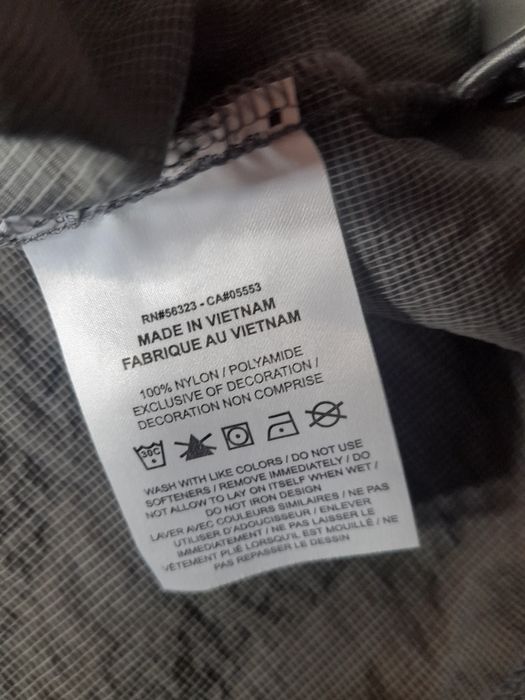 RN#56323 - CA#05553
MADE IN VIETNAM
FABRIQUE AU VIETNAM
100% NYLON / POLYAMIDE
EXCLUSIVE OF DECORATION /
DECORATION NON COMPRISE
30C
WASH WITH LIKE COLORS / DO NOT USE
SOFTENERS / REMOVE IMMEDIATELY / DO
NOT ALLOW TO LAY ON ITSELF WHEN WET /
DO NOT IRON DESIGN
LAVER AVEC COULEURS SIMILAIRES / NE PAS
UTILISER D'ADOUCISSEUR / ENLEVER
IMMEDIATEMENT / NE PAS LAISSER LE
VÊTEMENT PLIÉ LORSQU'IL EST MOUILLÉ / NE
PAS REPASSER LE DESSIN